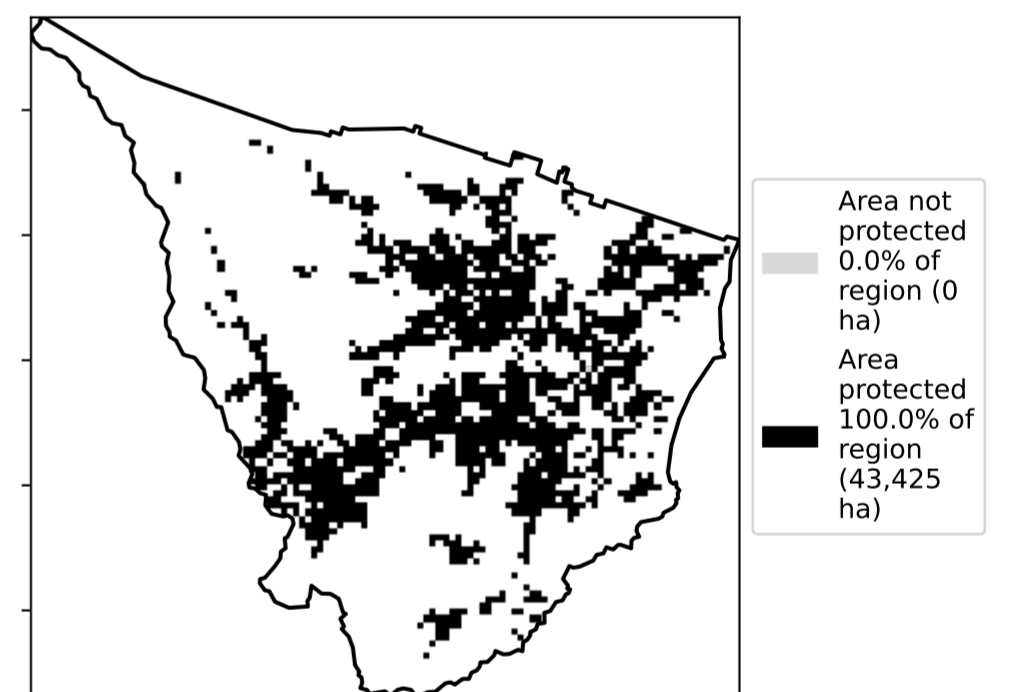 Area not
protected
0.0% of
region (0
ha)
Area
protected
100.0% of
region
(43,425
ha)